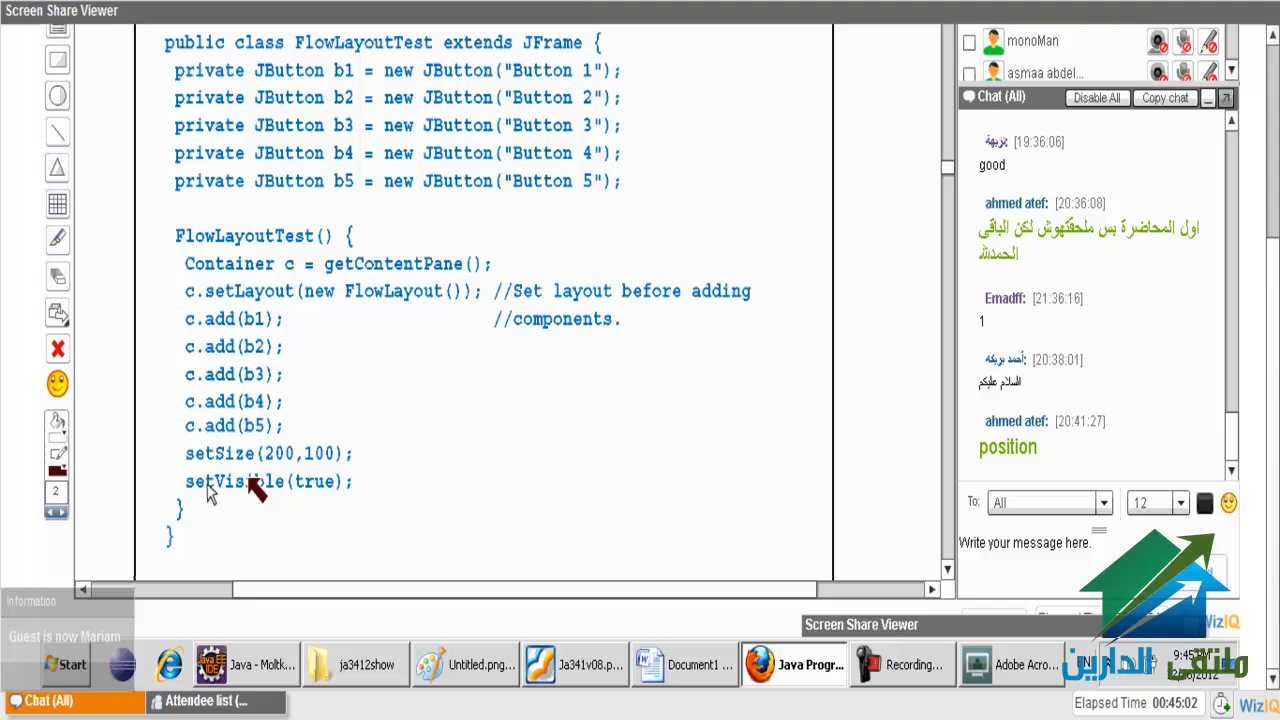 Screen Share Viewer
public class FlowLayoutTest extends JFrame {
private JButton b1 = new JButton("Button 1");
private JButton b2 = new JButton("Button 2");
private JButton b3 = new JButton("Button 3");
private JButton b4 = new JButton("Button 4");
private JButton b5 = new JButton("Button 5");
FlowLayoutTest() {
Container c = getContentPane();
c.setLayout(new FlowLayout()); //Set layout before adding
c.add(b1); //components.
c.add(b2);
c.add(b3);
c.add(b4);
c.add(b5);
setSize(200,100);
setVisible(true);
}
}
2
monoMan
asmaa abdel...
Chat (All) Disable All Copy chat
نزيهة: [19:36:06]
good
ahmed atef: [20:36:08]
اول المحاضرة بس ملحقتهوش لكن الباقى
الحمدلله
Emadff: [21:36:16]
1
أحمد بريكه: [20:38:01]
السلام عليكم
ahmed atef: [20:41:27]
position
To: All 12
Write your message here.
Information
Guest is now Mariam
Screen Share Viewer
WizIQ
Start
Java - Moltk...
ja3412show
Untitled.png...
Ja341v08.p...
Document1 ...
Java Progr...
Recording...
Adobe Acro...
ملتقى الدارين
Chat (All) Attendee list (...
Elapsed Time 00:45:02
WizIQ